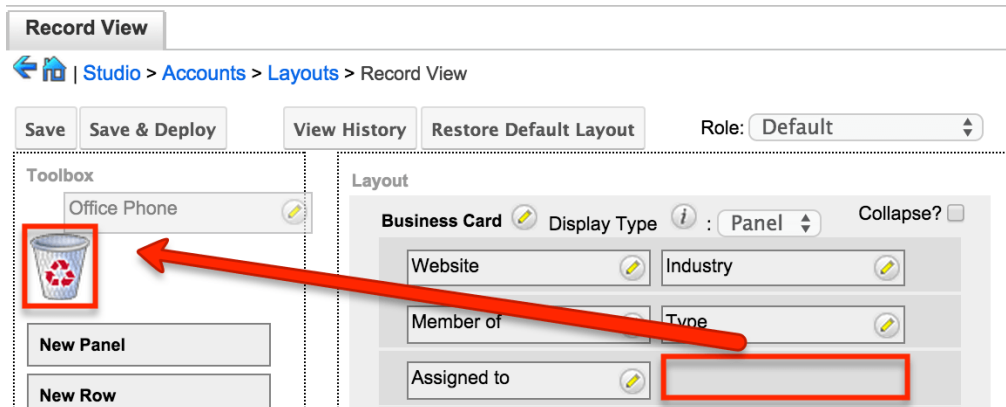 Record View
| Studio > Accounts > Layouts > Record View
Save Save & Deploy View History Restore Default Layout Role: Default
Toolbox
Layout
Office Phone
Business Card Display Type i : Panel Collapse?
Website Industry
Member of Type
New Panel
Assigned to
New Row